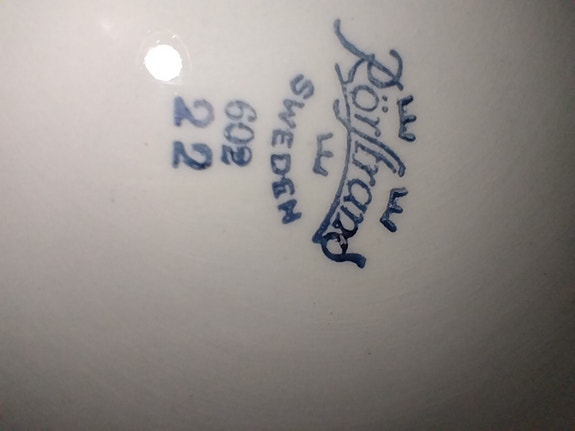 Rörstrand
SWEDEN
602
22